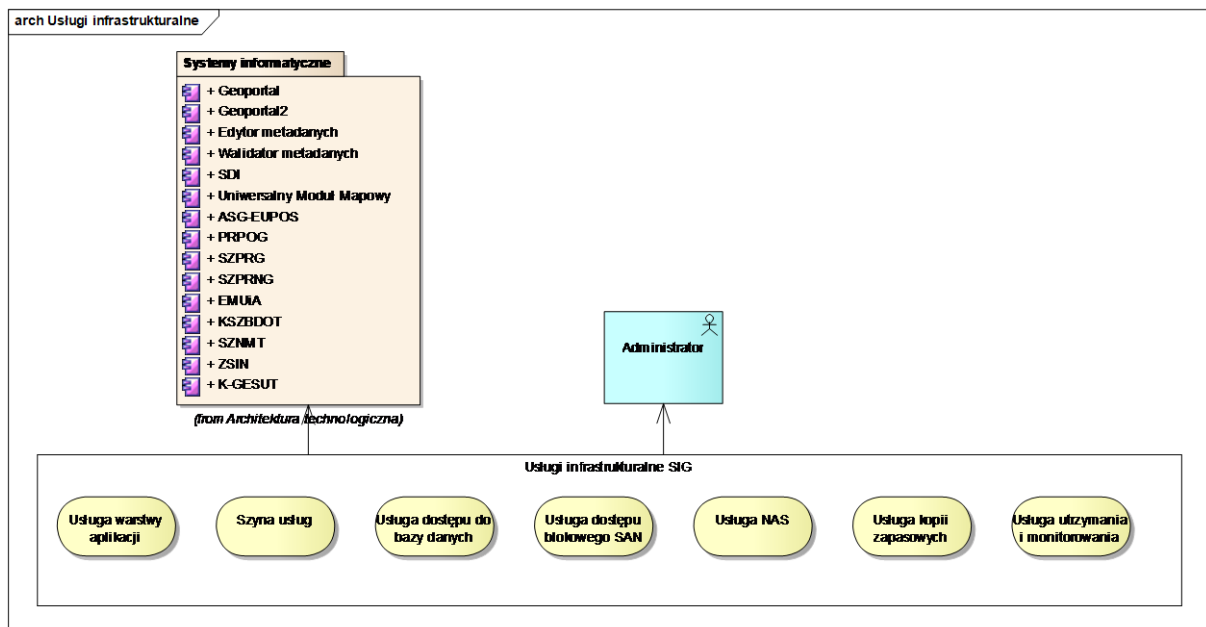 arch Usługi infrastrukturalne
Systemy informatyczne
+ Geoportal
+ Geoportal2
+ Edytor metadanych
+ Walidator metadanych
+ SDI
+ Uniwersalny Moduł Mapowy
+ ASG-EUPOS
+ PRPOG
+ SZPRG
+ SZPRNG
+ EMUiA
+ KSZBDOT
+ SZNMT
+ ZSIN
+ K-GESUT
(from Architektura technologiczna)
Administrator
Usługi infrastrukturalne SIG
Usługa warstwy
aplikacji
Szyna usług
Usługa dostępu do
bazy danych
Usługa dostępu
blokowego SAN
Usługa NAS
Usługa kopii
zapasowych
Usługa utrzymania
i monitorowania